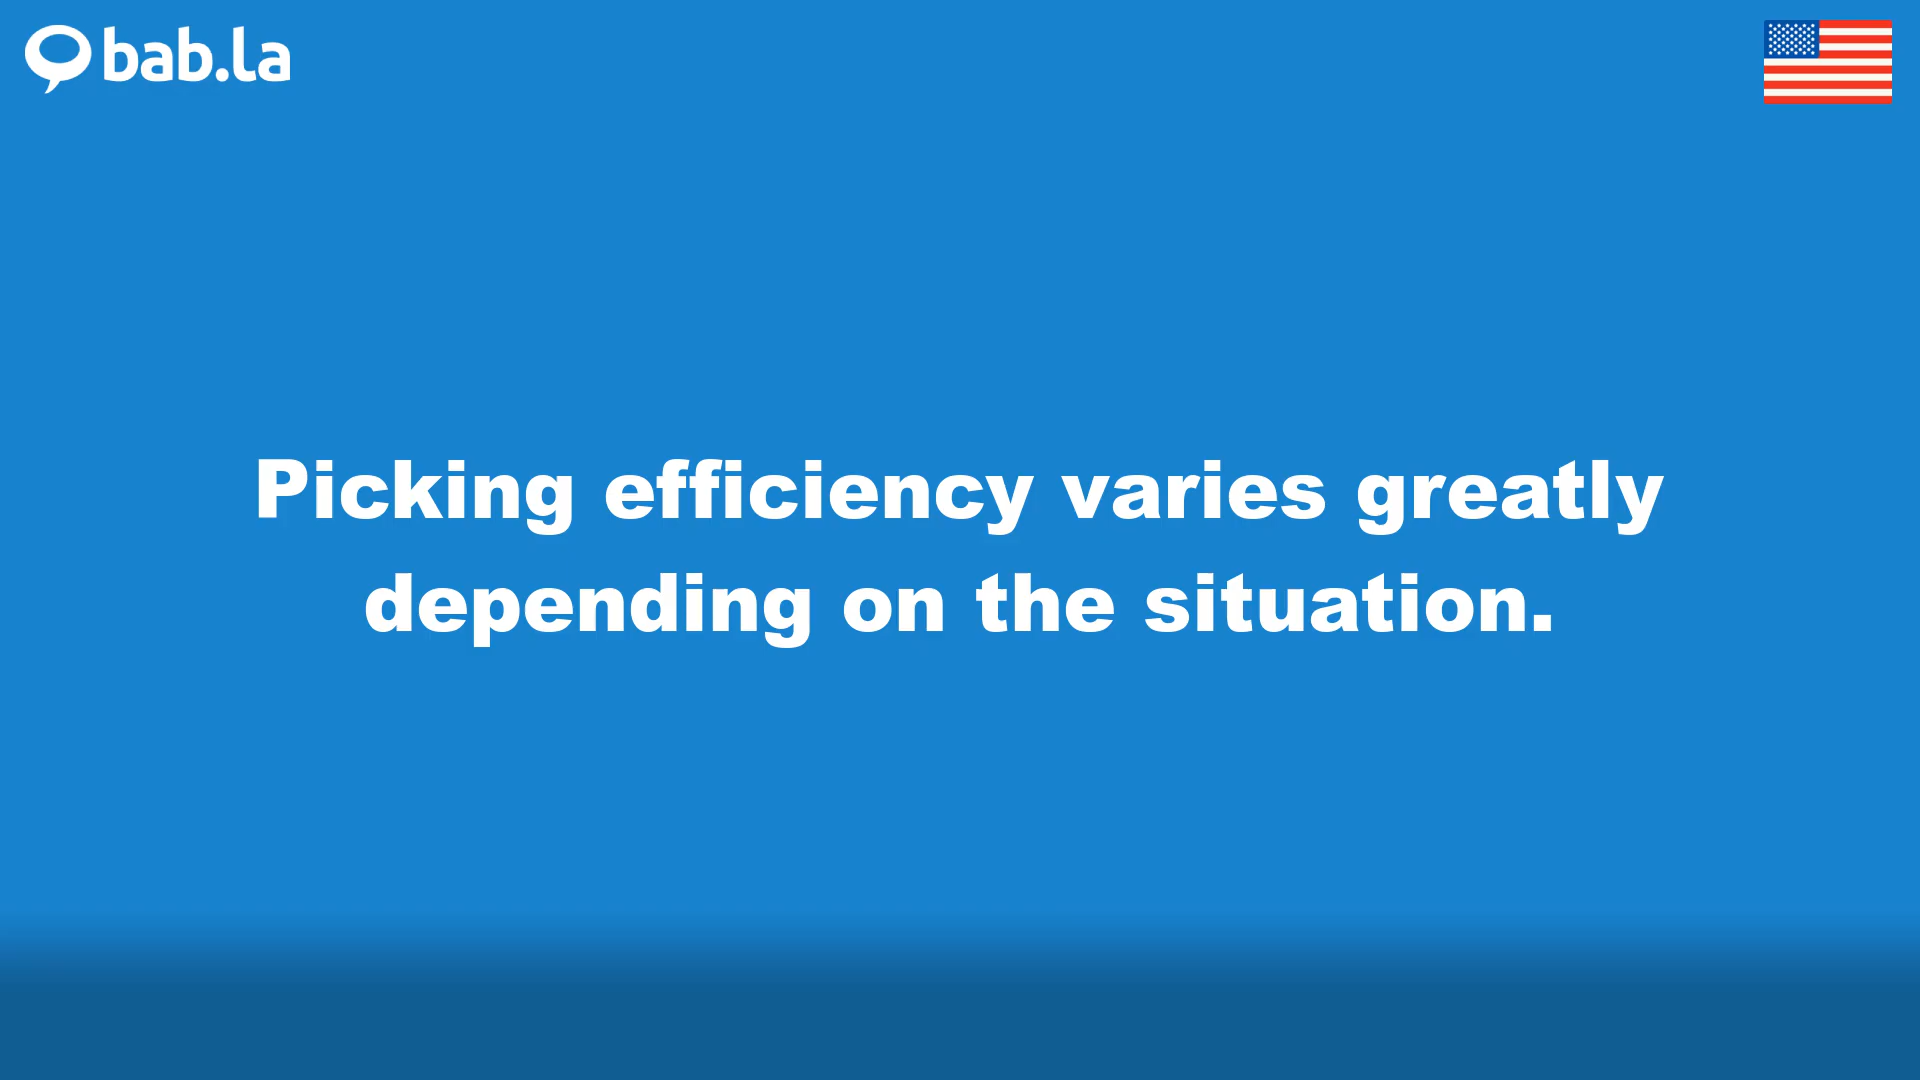 bab.la
Picking efficiency varies greatly
depending on the situation.